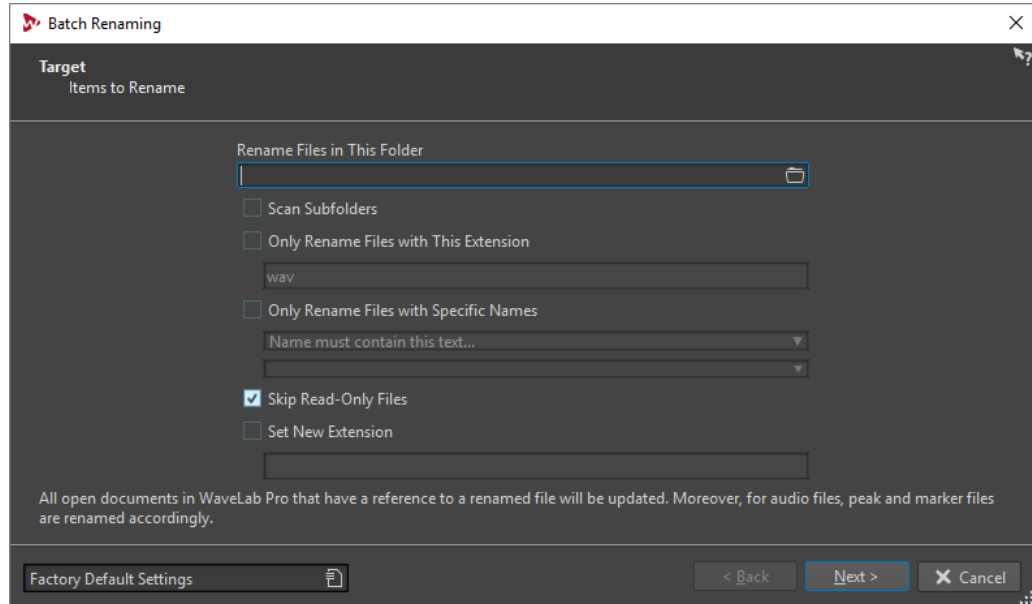 Batch Renaming
Target
Items to Rename
Rename Files in This Folder
Scan Subfolders
Only Rename Files with This Extension
wav
Only Rename Files with Specific Names
Name must contain this text...
Skip Read-Only Files
Set New Extension
All open documents in WaveLab Pro that have a reference to a renamed file will be updated. Moreover, for audio files, peak and marker files
are renamed accordingly.
Factory Default Settings
< Back
Next >
Cancel